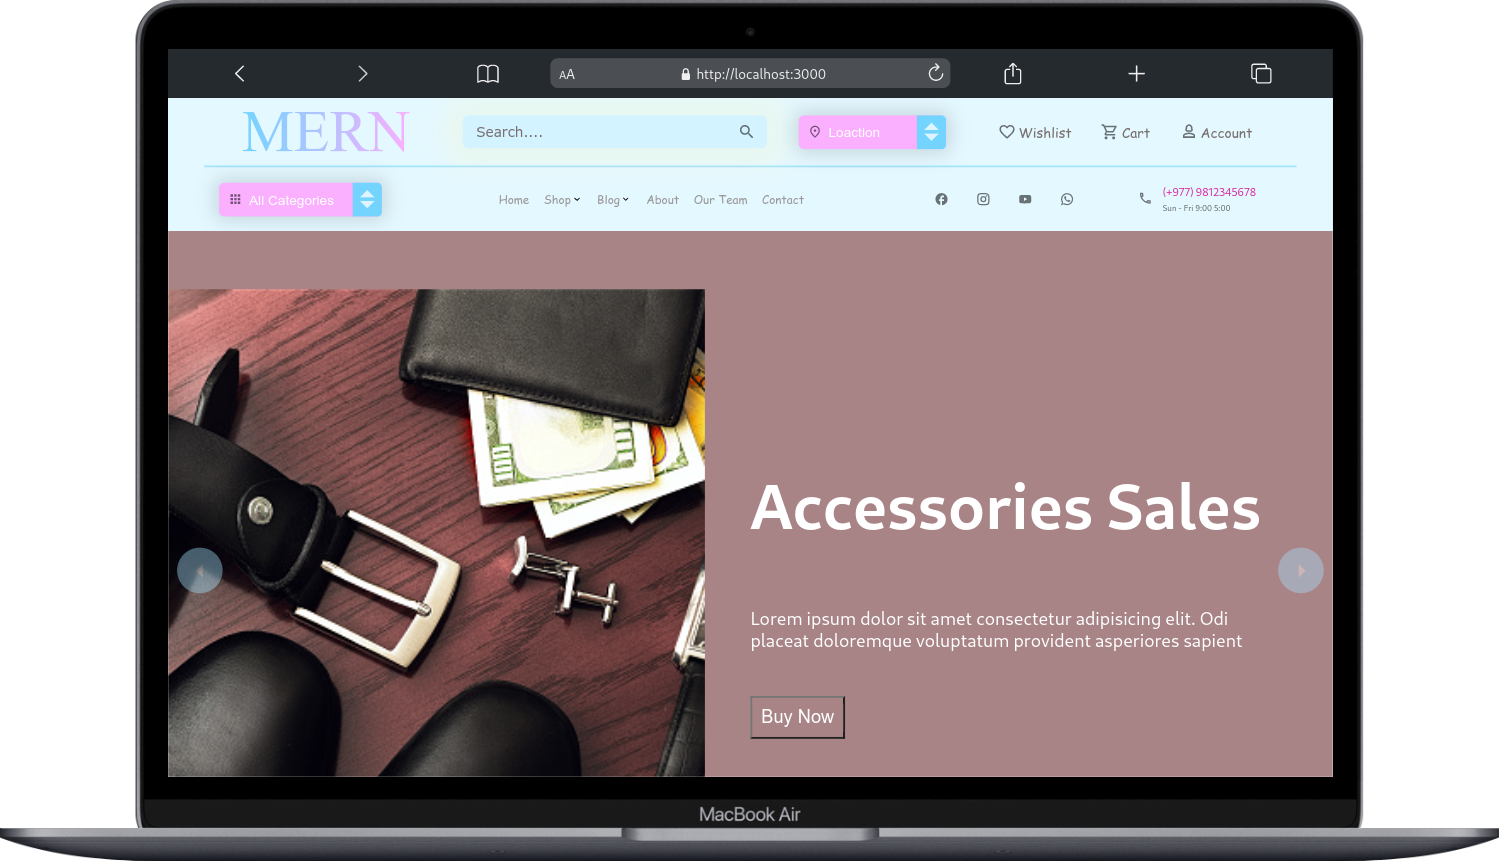 AA http://localhost:3000
MERN Search.... Loaction Wishlist Cart Account
All Categories Home Shop Blog About Our Team Contact (+977) 9812345678
Sun - Fri 9:00 5:00
Accessories Sales
Lorem ipsum dolor sit amet consectetur adipisicing elit. Odi
placeat doloremque voluptatum provident asperiores sapient
Buy Now
MacBook Air